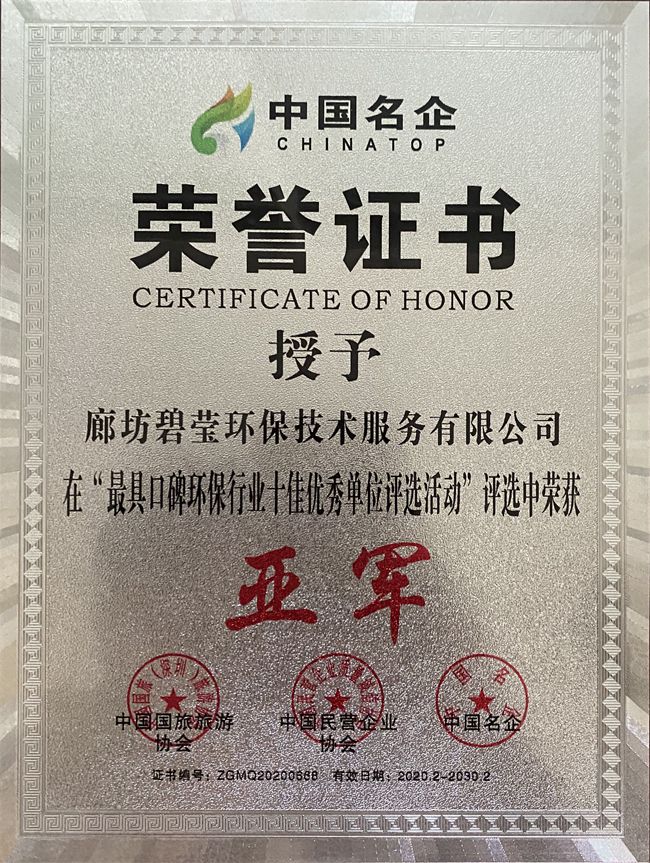 中国名企
CHINATOP
荣誉证书
CERTIFICATE OF HONOR
授予
廊坊碧莹环保技术服务有限公司
在“最具口碑环保行业十佳优秀单位评选活动”评选中荣获
亚军
中国国旅旅游
协会
中国民营企业
协会
中国名企
中国名企
证书编号：ZGMQ20200668 有效日期：2020.2-2030.2